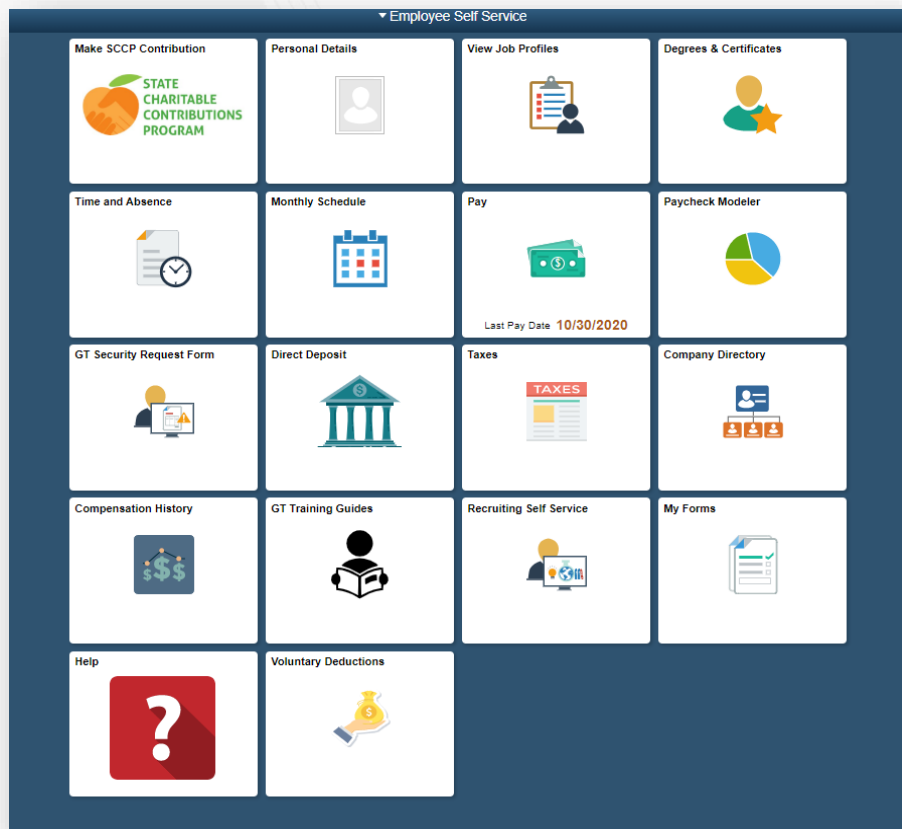 Employee Self Service
Make SCCP Contribution
STATE
CHARITABLE
CONTRIBUTIONS
PROGRAM
Personal Details
View Job Profiles
Degrees & Certificates
Time and Absence
Monthly Schedule
Pay
Last Pay Date 10/30/2020
Paycheck Modeler
GT Security Request Form
Direct Deposit
Taxes
TAXES
Company Directory
Compensation History
GT Training Guides
Recruiting Self Service
My Forms
Help
Voluntary Deductions